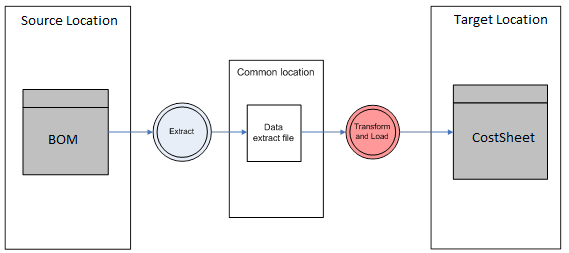 Source Location
BOM
Extract
Common location
Data
extract file
Transform
and Load
Target Location
CostSheet